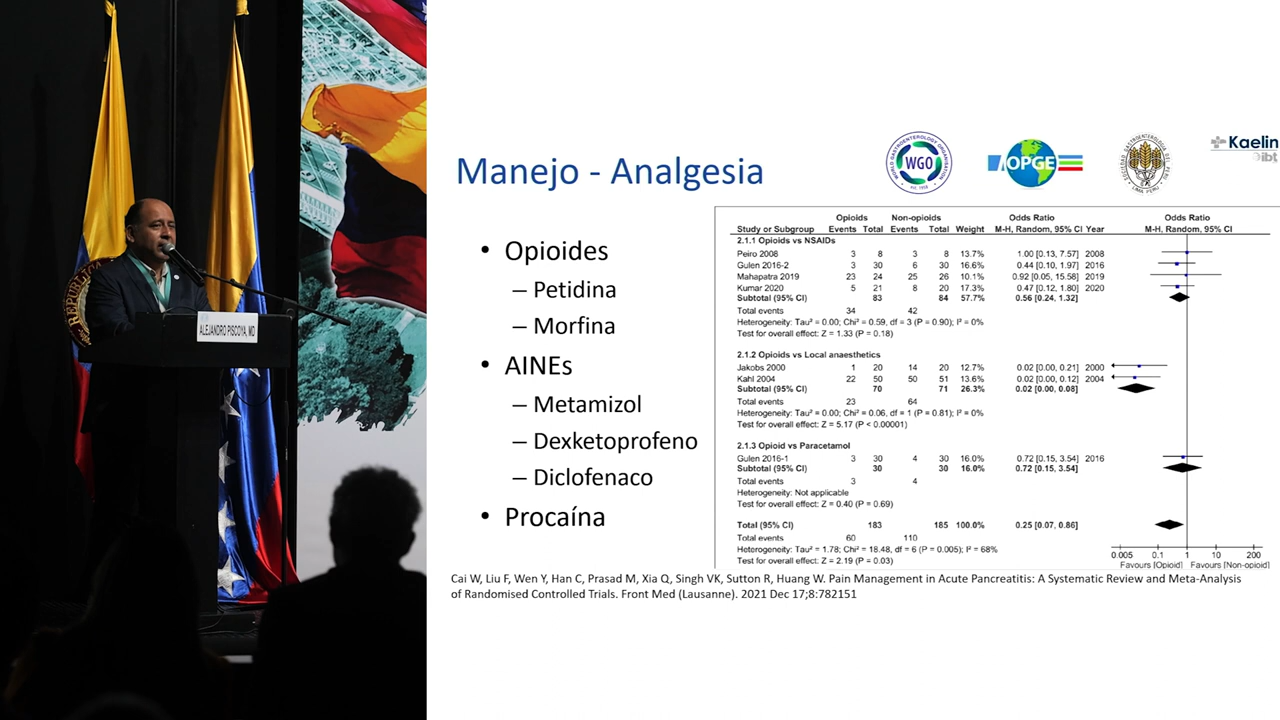 REPÚBLICA
ALEJANDRO PISCOYA, MD
Manejo - Analgesia
WORLD GASTROENTEROLOGY ORGANISATION
WGO
OPGE
SOCIEDAD GASTROENTEROLOGIA DEL PERU
LIMA PERU
Kaelin
ibt
• Opioides
– Petidina
– Morfina
• AINEs
– Metamizol
– Dexketoprofeno
– Diclofenaco
• Procaína
Opioids Non-opioids Odds Ratio Odds Ratio
Study or Subgroup Events Total Events Total Weight M-H, Random, 95% CI Year M-H, Random, 95% CI
2.1.1 Opioids vs NSAIDs
Peiro 2008 3 8 3 8 13.7% 1.00 [0.13, 7.57] 2008
Gulen 2016-2 3 30 6 30 16.6% 0.44 [0.10, 1.97] 2016
Mahapatra 2019 23 24 25 26 10.1% 0.92 [0.05, 15.58] 2019
Kumar 2020 5 21 8 20 17.3% 0.47 [0.12, 1.80] 2020
Subtotal (95% CI) 83 84 57.7% 0.56 [0.24, 1.32]
Total events 34 42
Heterogeneity: Tau² = 0.00; Chi² = 0.59, df = 3 (P = 0.90); I² = 0%
Test for overall effect: Z = 1.33 (P = 0.18)
2.1.2 Opioids vs Local anaesthetics
Jakobs 2000 1 20 14 20 12.7% 0.02 [0.00, 0.21] 2000
Kahl 2004 22 50 50 51 13.6% 0.02 [0.00, 0.12] 2004
Subtotal (95% CI) 70 71 26.3% 0.02 [0.00, 0.08]
Total events 23 64
Heterogeneity: Tau² = 0.00; Chi² = 0.06, df = 1 (P = 0.81); I² = 0%
Test for overall effect: Z = 5.17 (P < 0.00001)
2.1.3 Opioid vs Paracetamol
Gulen 2016-1 3 30 4 30 16.0% 0.72 [0.15, 3.54] 2016
Subtotal (95% CI) 30 30 16.0% 0.72 [0.15, 3.54]
Total events 3 4
Heterogeneity: Not applicable
Test for overall effect: Z = 0.40 (P = 0.69)
Total (95% CI) 183 185 100.0% 0.25 [0.07, 0.86]
Total events 60 110
Heterogeneity: Tau² = 1.78; Chi² = 18.48, df = 6 (P = 0.005); I² = 68%
Test for overall effect: Z = 2.19 (P = 0.03)
0.005 0.1 1 10 200
Favours [Opioid] Favours [Non-opioid]
Cai W, Liu F, Wen Y, Han C, Prasad M, Xia Q, Singh VK, Sutton R, Huang W. Pain Management in Acute Pancreatitis: A Systematic Review and Meta-Analysis
of Randomised Controlled Trials. Front Med (Lausanne). 2021 Dec 17;8:782151